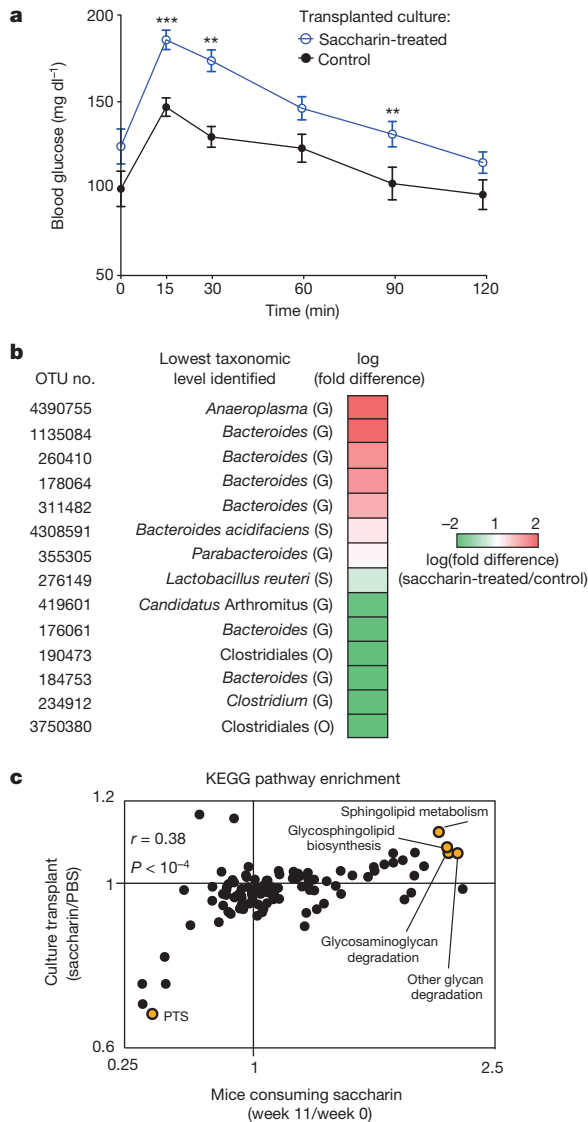 a
Transplanted culture:
Saccharin-treated
Control
200
150
100
50
Blood glucose (mg dl⁻¹)
***
**
**
0
15
30
60
90
120
Time (min)
b
OTU no.
Lowest taxonomic
level identified
log
(fold difference)
4390755 Anaeroplasma (G)
1135084 Bacteroides (G)
260410 Bacteroides (G)
178064 Bacteroides (G)
311482 Bacteroides (G)
4308591 Bacteroides acidifaciens (S)
355305 Parabacteroides (G)
276149 Lactobacillus reuteri (S)
419601 Candidatus Arthromitus (G)
176061 Bacteroides (G)
190473 Clostridiales (O)
184753 Bacteroides (G)
234912 Clostridium (G)
3750380 Clostridiales (O)
−2 1 2
log(fold difference)
(saccharin-treated/control)
c
KEGG pathway enrichment
1.2
1
0.6
Culture transplant
(saccharin/PBS)
r = 0.38
P < 10⁻⁴
Sphingolipid metabolism
Glycosphingolipid
biosynthesis
Glycosaminoglycan
degradation
Other glycan
degradation
PTS
0.25
1
2.5
Mice consuming saccharin
(week 11/week 0)